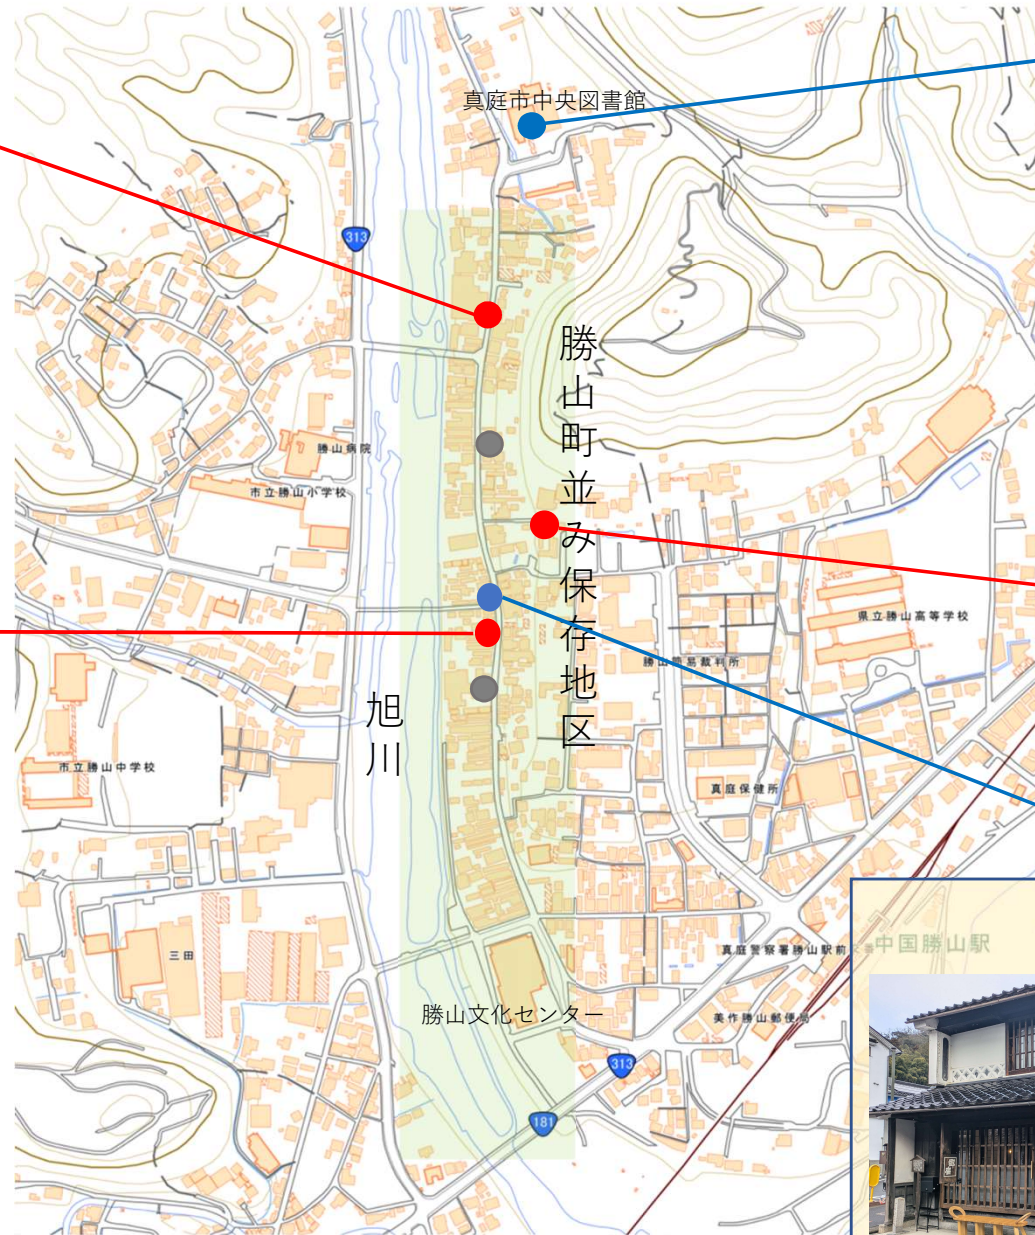 真庭市中央図書館
313
勝山町並み保存地区
勝山病院
市立勝山小学校
県立勝山高等学校
勝山簡易裁判所
旭川
市立勝山中学校
真庭保健所
三田
真庭警察署勝山駅前
中国勝山駅
勝山文化センター
美作勝山郵便局
313
181